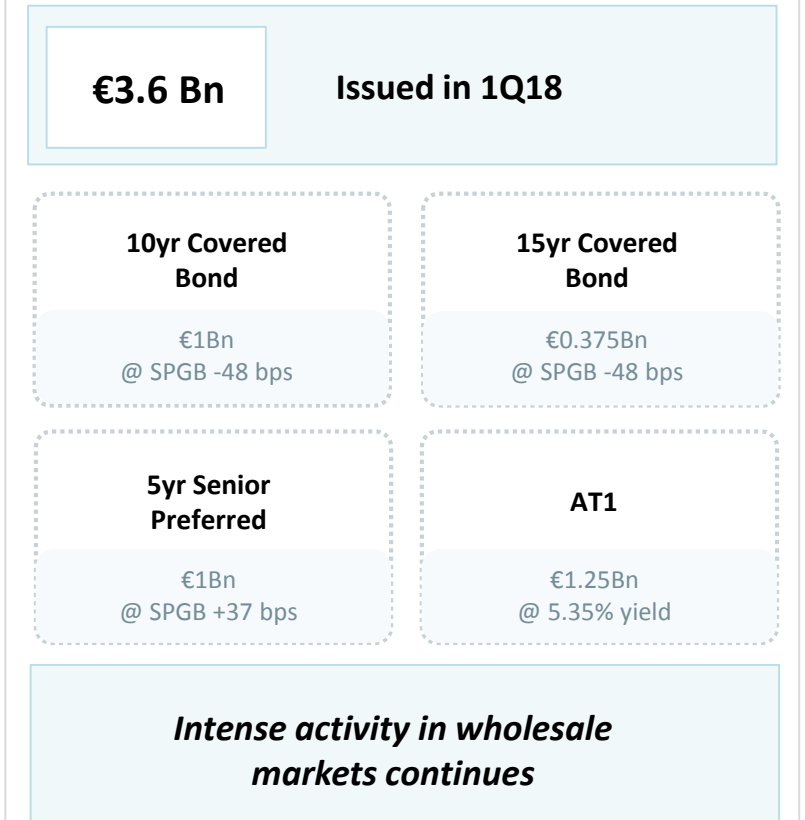 €3.6 Bn
Issued in 1Q18
10yr Covered
Bond
€1Bn
@ SPGB -48 bps
15yr Covered
Bond
€0.375Bn
@ SPGB -48 bps
5yr Senior
Preferred
€1Bn
@ SPGB +37 bps
AT1
€1.25Bn
@ 5.35% yield
Intense activity in wholesale
markets continues